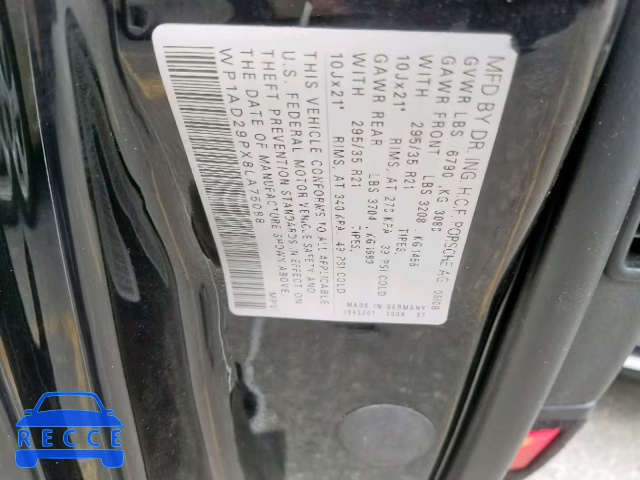 MFD BY DR. ING. H.C.F. PORSCHE AG 06/08
GVWR LBS 6790 KG 3080
GAWR FRONT LBS 3208 KG 1455
WITH 295/35 R21 TYPES,
10Jx21" RIMS, AT 270 KPA 39 PSI COLD
GAWR REAR LBS 3704 KG 1680
WITH 295/35 R21 TYPES,
10Jx21" RIMS, AT 340 KPA 49 PSI COLD
THIS VEHICLE CONFORMS TO ALL APPLICABLE
U.S. FEDERAL MOTOR VEHICLE SAFETY AND
THEFT PREVENTION STANDARDS IN EFFECT ON
THE DATE OF MANUFACTURE SHOWN ABOVE.
WP1AD29PX8LA75088 MPV
MADE IN GERMANY
RECCE